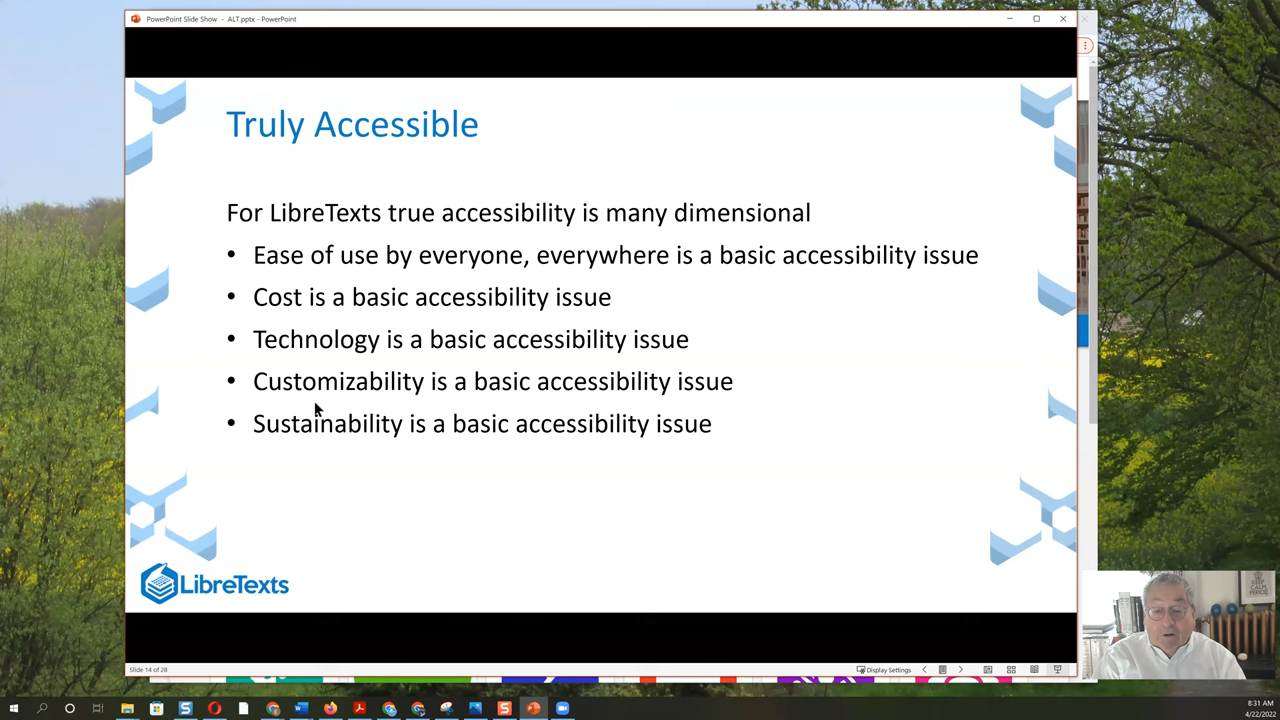 PowerPoint Slide Show - ALT.pptx - PowerPoint
Truly Accessible
For LibreTexts true accessibility is many dimensional
• Ease of use by everyone, everywhere is a basic accessibility issue
• Cost is a basic accessibility issue
• Technology is a basic accessibility issue
• Customizability is a basic accessibility issue
• Sustainability is a basic accessibility issue
LibreTexts
KEEP
CALM
PERIOD
Slide 14 of 28
Display Settings
8:31 AM
4/22/2022